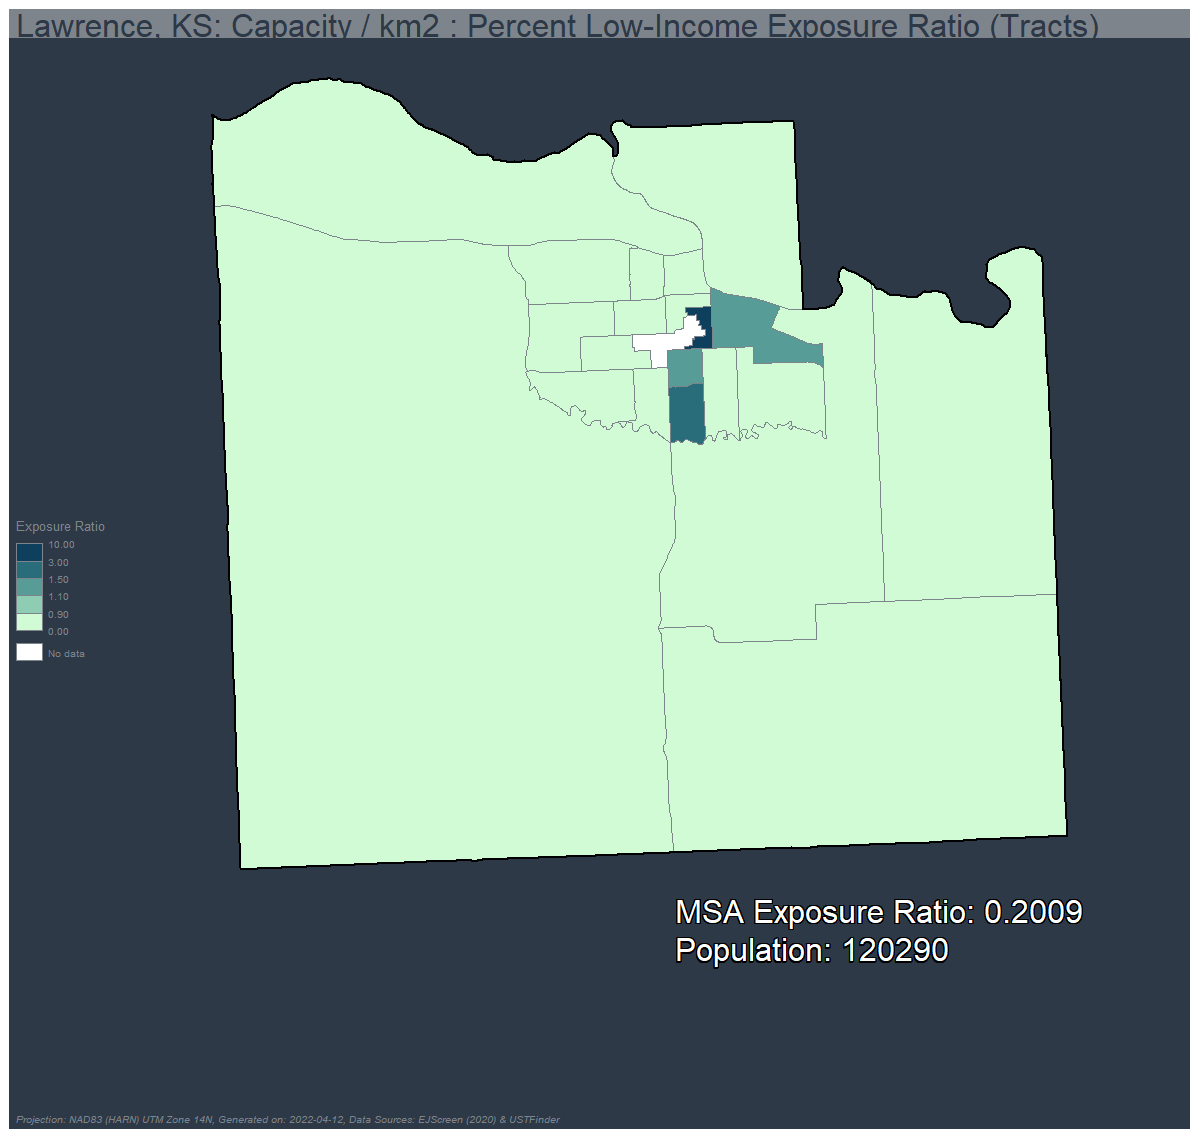 Lawrence, KS: Capacity / km2 : Percent Low-Income Exposure Ratio (Tracts)
Exposure Ratio
10.00
3.00
1.50
1.10
0.90
0.00
No data
MSA Exposure Ratio: 0.2009
Population: 120290
Projection: NAD83 (HARN) UTM Zone 14N, Generated on: 2022-04-12, Data Sources: EJScreen (2020) & USTFinder